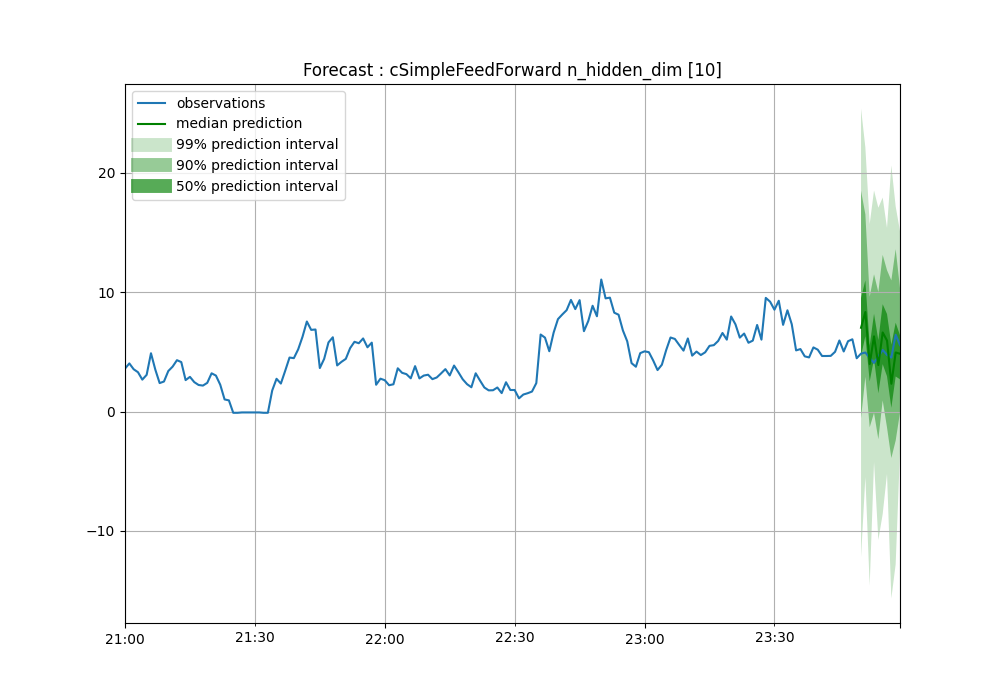 Forecast : cSimpleFeedForward n_hidden_dim [10]
observations
median prediction
99% prediction interval
90% prediction interval
50% prediction interval
20
10
0
−10
21:00
21:30
22:00
22:30
23:00
23:30